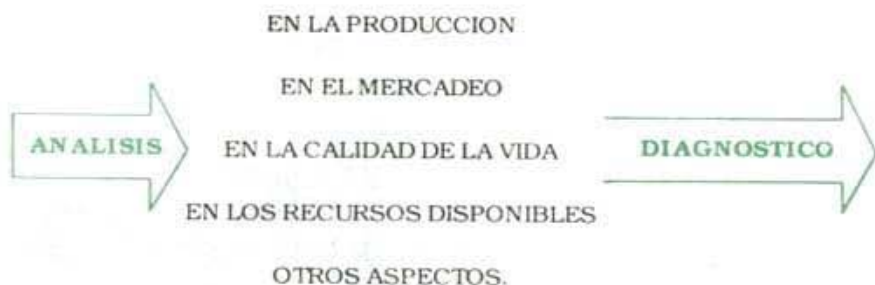 EN LA PRODUCCION
EN EL MERCADEO
ANALISIS
EN LA CALIDAD DE LA VIDA
DIAGNOSTICO
EN LOS RECURSOS DISPONIBLES
OTROS ASPECTOS.